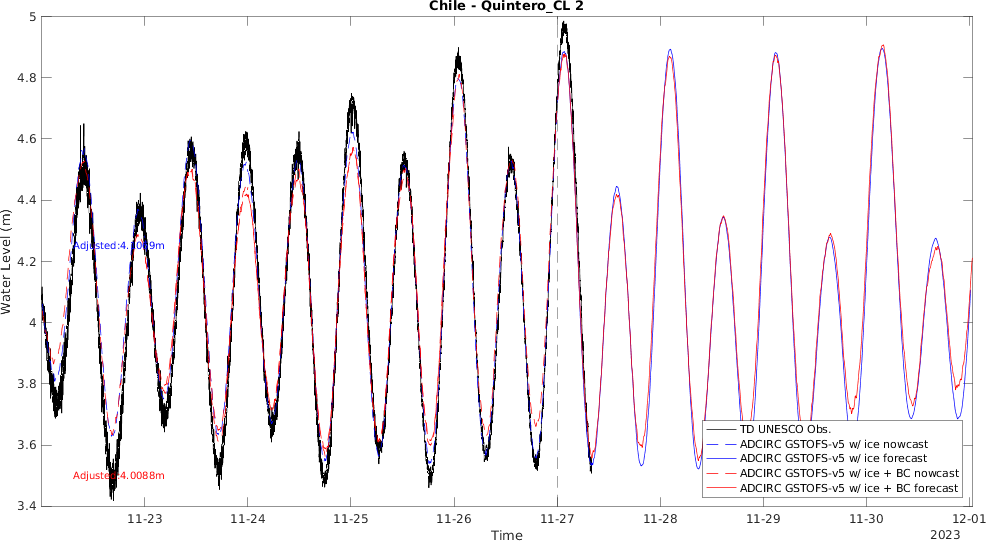 Chile - Quintero_CL 2
Water Level (m)
5
4.8
4.6
4.4
4.2
4
3.8
3.6
3.4
Adjusted:4.0088m
TD UNESCO Obs.
ADCIRC GSTOFS-v5 w/ ice nowcast
ADCIRC GSTOFS-v5 w/ ice forecast
ADCIRC GSTOFS-v5 w/ ice + BC nowcast
ADCIRC GSTOFS-v5 w/ ice + BC forecast
11-23 11-24 11-25 11-26 11-27 11-28 11-29 11-30 12-01
2023
Time